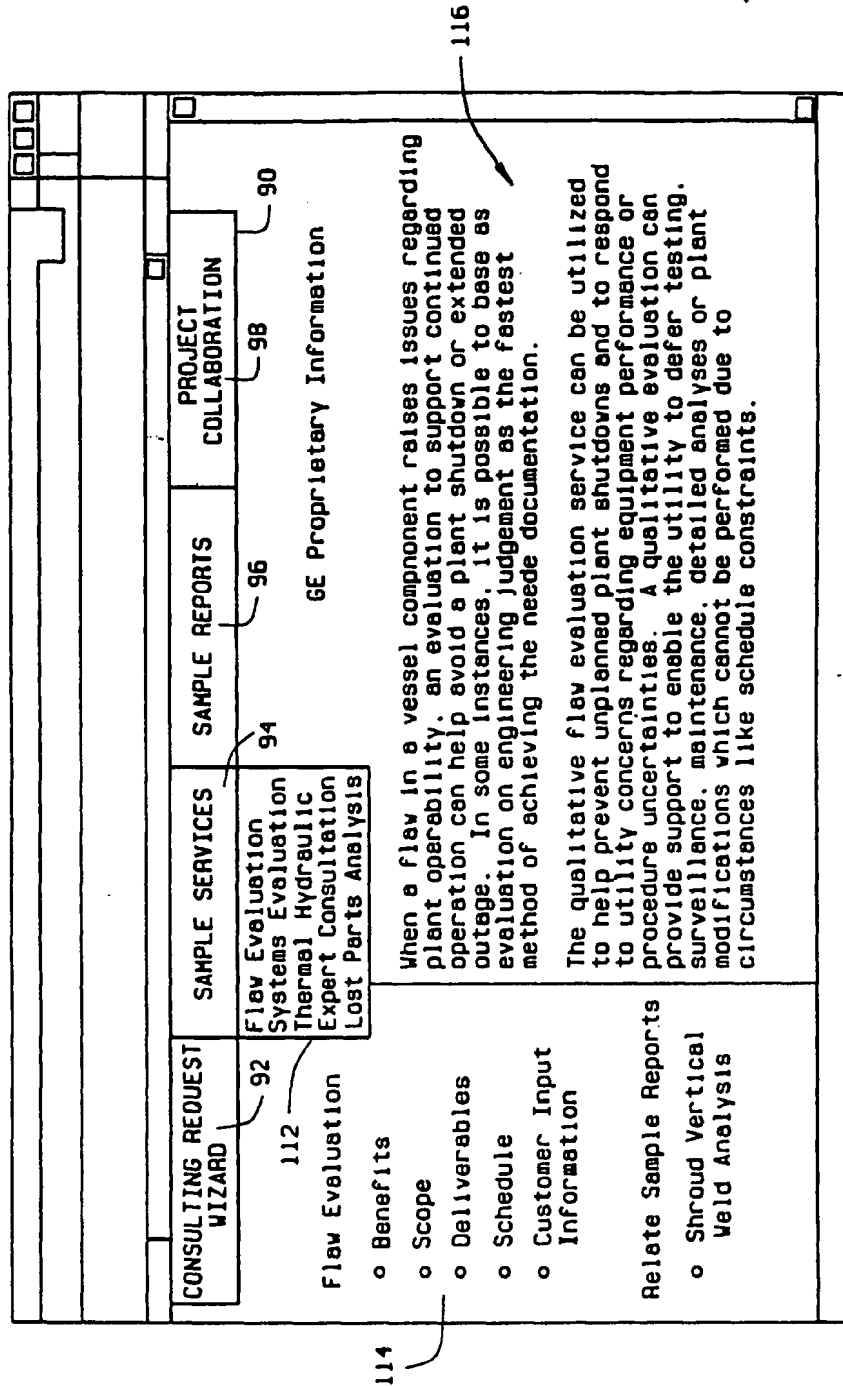 CONSULTING REQUEST
WIZARD
92
SAMPLE SERVICES
94
SAMPLE REPORTS
96
PROJECT
COLLABORATION
98
90
Flaw Evaluation
Systems Evaluation
Thermal Hydraulic
Expert Consultation
Lost Parts Analysis
112
GE Proprietary Information
Flaw Evaluation
o Benefits
o Scope
o Deliverables
o Schedule
o Customer Input
Information
114
Relate Sample Reports
o Shroud Vertical
Weld Analysis
When a flaw in a vessel compnonent raises issues regarding
plant operability, an evaluation to support continued
operation can help avoid a plant shutdown or extended
outage. In some instances, it is possible to base as
evaluation on engineering judgement as the fastest
method of achieving the neede documentation.
116
The qualitative flaw evaluation service can be utilized
to help prevent unplanned plant shutdowns and to respond
to utility concerns regarding equipment performance or
procedure uncertainties. A qualitative evaluation can
provide support to enable the utility to defer testing,
surveillance, maintenance, detailed analyses or plant
modifications which cannot be performed due to
circumstances like schedule constraints.